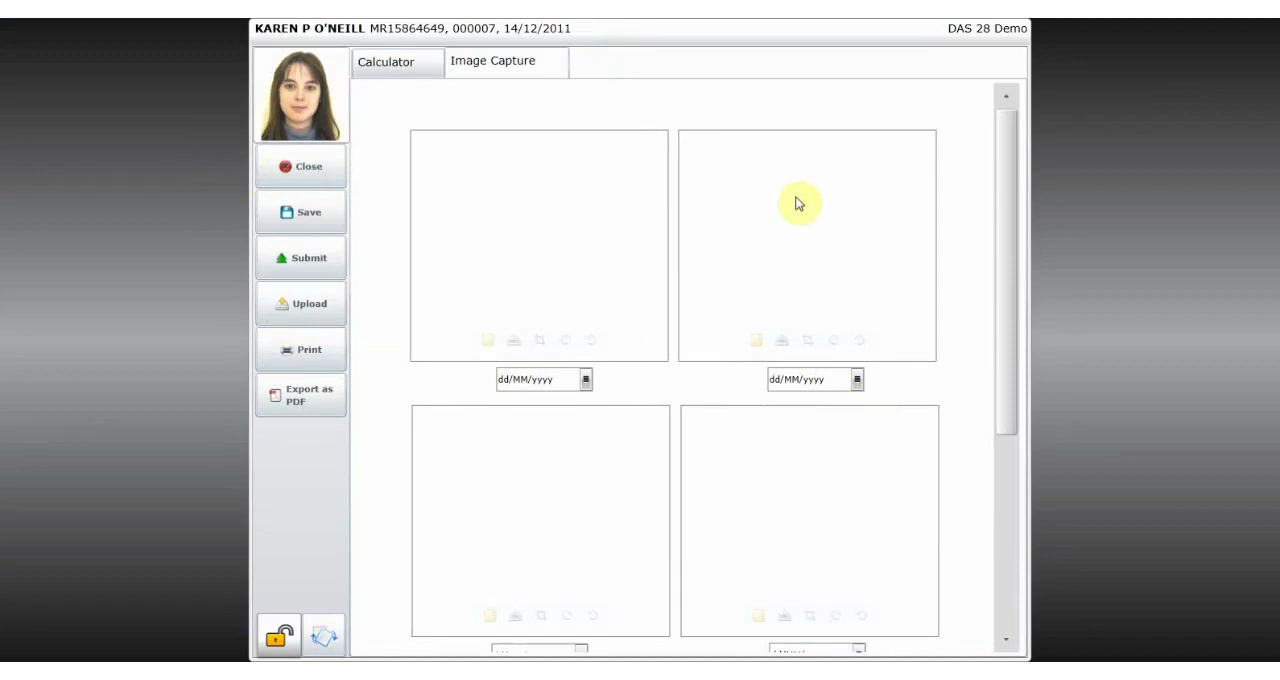 KAREN P O'NEILL MR15864649, 000007, 14/12/2011
DAS 28 Demo
Calculator
Image Capture
Close
Save
Submit
Upload
Print
Export as
PDF
dd/MM/yyyy
dd/MM/yyyy